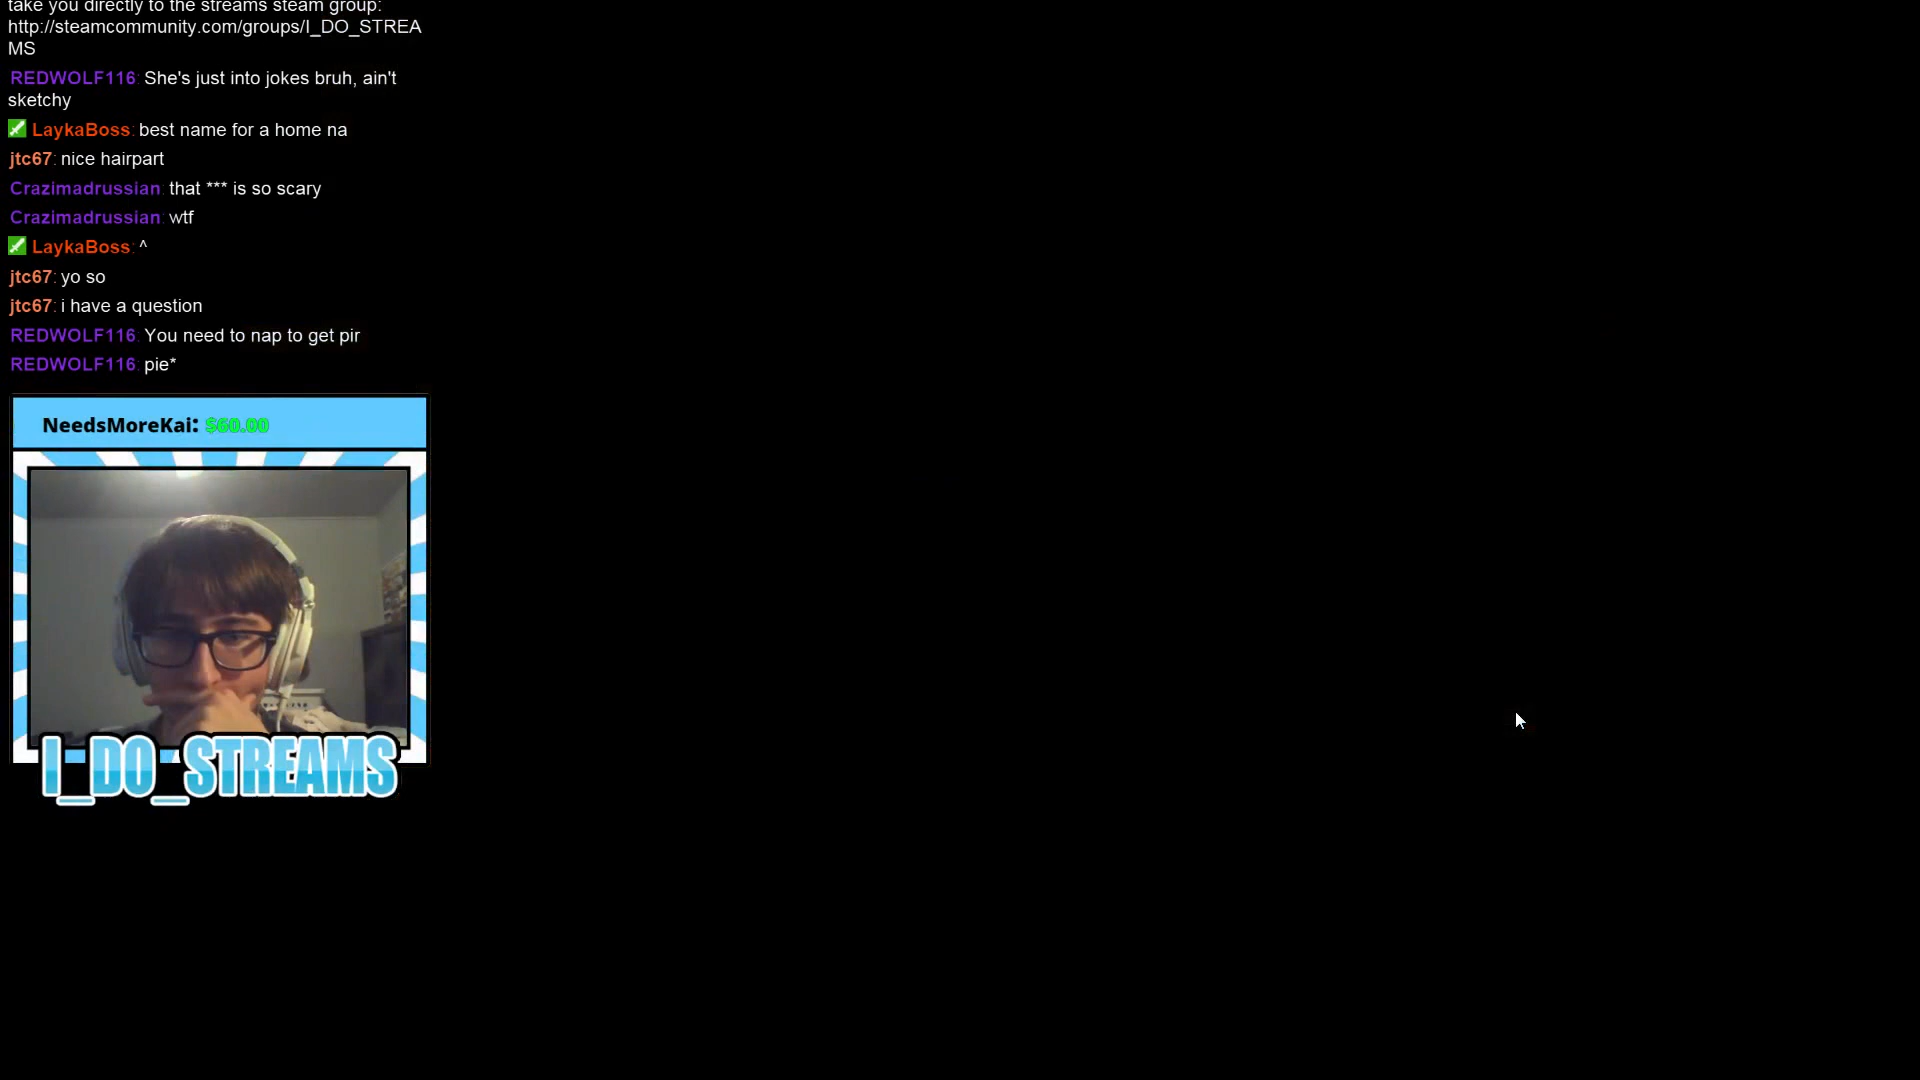 take you directly to the streams steam group:
http://steamcommunity.com/groups/I_DO_STREA
MS
REDWOLF116: She's just into jokes bruh, ain't
sketchy
LaykaBoss: best name for a home na
jtc67: nice hairpart
Crazimadrussian: that *** is so scary
Crazimadrussian: wtf
LaykaBoss: ^
jtc67: yo so
jtc67: i have a question
REDWOLF116: You need to nap to get pir
REDWOLF116: pie*
NeedsMoreKai: $60.00
I_DO_STREAMS